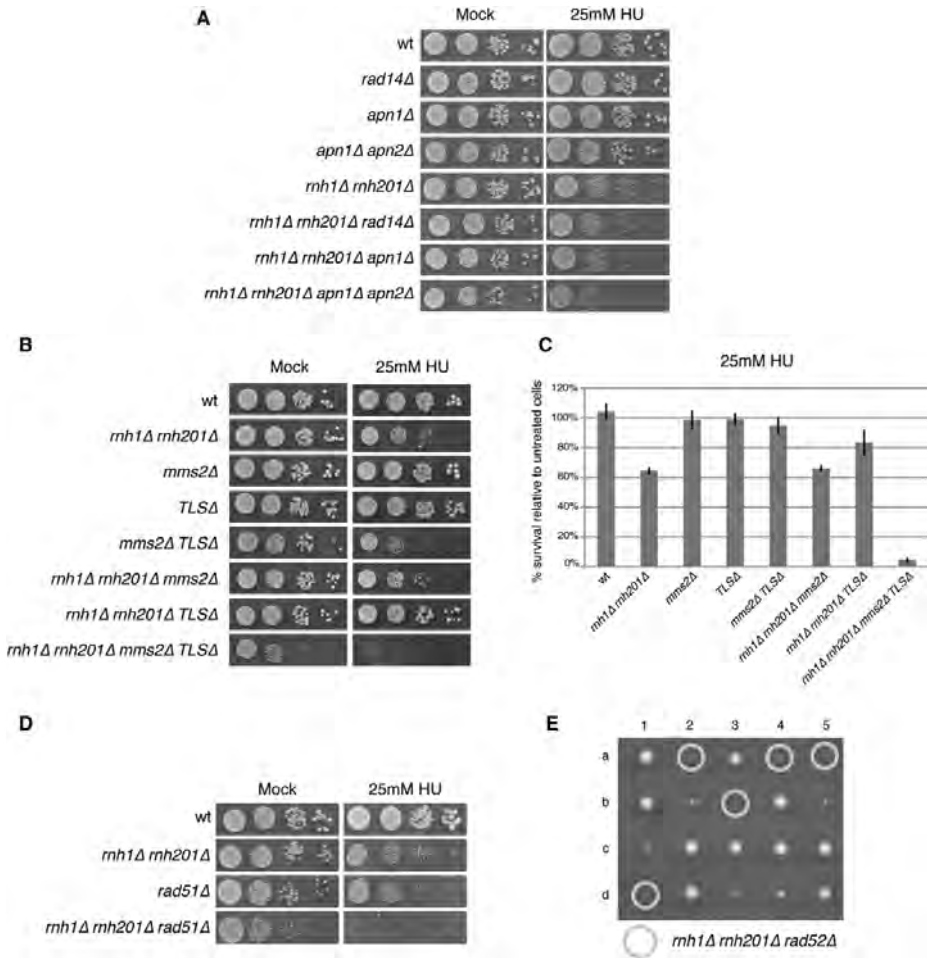 A
Mock 25mM HU
wt
rad14Δ
apn1Δ
apn1Δ apn2Δ
rnh1Δ rnh201Δ
rnh1Δ rnh201Δ rad14Δ
rnh1Δ rnh201Δ apn1Δ
rnh1Δ rnh201Δ apn1Δ apn2Δ
B
Mock 25mM HU
wt
rnh1Δ rnh201Δ
mms2Δ
TLSΔ
mms2Δ TLSΔ
rnh1Δ rnh201Δ mms2Δ
rnh1Δ rnh201Δ TLSΔ
rnh1Δ rnh201Δ mms2Δ TLSΔ
C
25mM HU
% survival relative to untreated cells
120%
100%
80%
60%
40%
20%
0%
wt
rnh1Δ rnh201Δ
mms2Δ
TLSΔ
mms2Δ TLSΔ
rnh1Δ rnh201Δ mms2Δ
rnh1Δ rnh201Δ TLSΔ
rnh1Δ rnh201Δ mms2Δ TLSΔ
D
Mock 25mM HU
wt
rnh1Δ rnh201Δ
rad51Δ
rnh1Δ rnh201Δ rad51Δ
E
1 2 3 4 5
a
b
c
d
rnh1Δ rnh201Δ rad52Δ